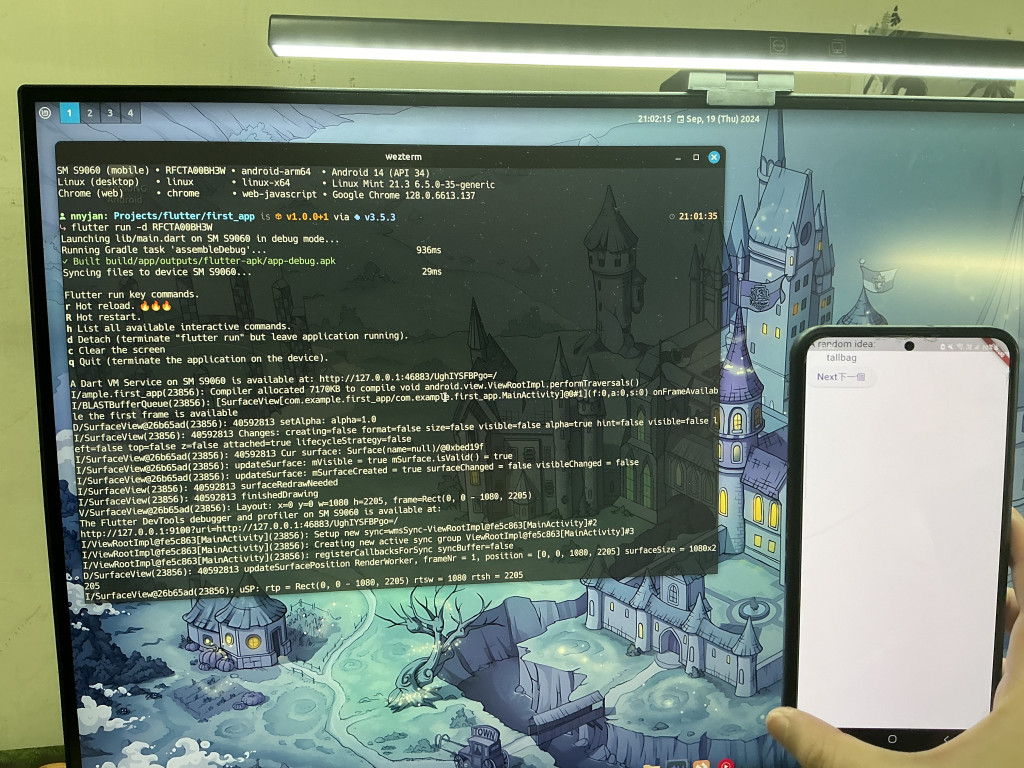 1 2 3 4
21:02:15 Sep, 19 (Thu) 2024
wezterm
SM S9060 (mobile) • RFCTA00BH3W • android-arm64 • Android 14 (API 34)
Linux (desktop) • linux • linux-x64 • Linux Mint 21.3 6.5.0-35-generic
Chrome (web) • chrome • web-javascript • Google Chrome 128.0.6613.137
nnyjan: Projects/flutter/first_app is v1.0.0+1 via v3.5.3 21:01:35
flutter run -d RFCTA00BH3W
Launching lib/main.dart on SM S9060 in debug mode...
Running Gradle task 'assembleDebug'... 936ms
✓ Built build/app/outputs/flutter-apk/app-debug.apk
Syncing files to device SM S9060... 29ms
Flutter run key commands.
r Hot reload. 🔥🔥🔥
R Hot restart.
h List all available interactive commands.
d Detach (terminate "flutter run" but leave application running).
c Clear the screen
q Quit (terminate the application on the device).
A Dart VM Service on SM S9060 is available at: http://127.0.0.1:46883/UghIYSFBPgo=/
I/ample.first_app(23856): Compiler allocated 7170KB to compile void android.view.ViewRootImpl.performTraversals()
I/BLASTBufferQueue(23856): [SurfaceView[com.example.first_app/com.example.first_app.MainActivity]@0#1](f:0,a:0,s:0) onFrameAvailab
le the first frame is available
D/SurfaceView@26b65ad(23856): 40592813 setAlpha: alpha=1.0
I/SurfaceView(23856): 40592813 Changes: creating=false format=false size=false visible=false alpha=true hint=false visible=false l
eft=false top=false z=false attached=true lifecycleStrategy=false
I/SurfaceView@26b65ad(23856): 40592813 Cur surface: Surface(name=null)/@0xbed19f
I/SurfaceView@26b65ad(23856): updateSurface: mVisible = true mSurface.isValid() = true
I/SurfaceView@26b65ad(23856): updateSurface: mSurfaceCreated = true surfaceChanged = false visibleChanged = false
I/SurfaceView(23856): 40592813 surfaceRedrawNeeded
I/SurfaceView(23856): 40592813 finishedDrawing
V/SurfaceView@26b65ad(23856): Layout: x=0 y=0 w=1080 h=2205, frame=Rect(0, 0 - 1080, 2205)
The Flutter DevTools debugger and profiler on SM S9060 is available at:
http://127.0.0.1:9100?uri=http://127.0.0.1:46883/UghIYSFBPgo=/
I/ViewRootImpl@fe5c863[MainActivity](23856): Setup new sync=wmsSync-ViewRootImpl@fe5c863[MainActivity]#2
I/ViewRootImpl@fe5c863[MainActivity](23856): Creating new active sync group ViewRootImpl@fe5c863[MainActivity]#3
I/ViewRootImpl@fe5c863[MainActivity](23856): registerCallbacksForSync syncBuffer=false
D/SurfaceView(23856): 40592813 updateSurfacePosition RenderWorker, frameNr = 1, position = [0, 0, 1080, 2205] surfaceSize = 1080x2
205
I/SurfaceView@26b65ad(23856): uSP: rtp = Rect(0, 0 - 1080, 2205) rtsw = 1080 rtsh = 2205
TOWN
A random idea:
tallbag
Next下一個